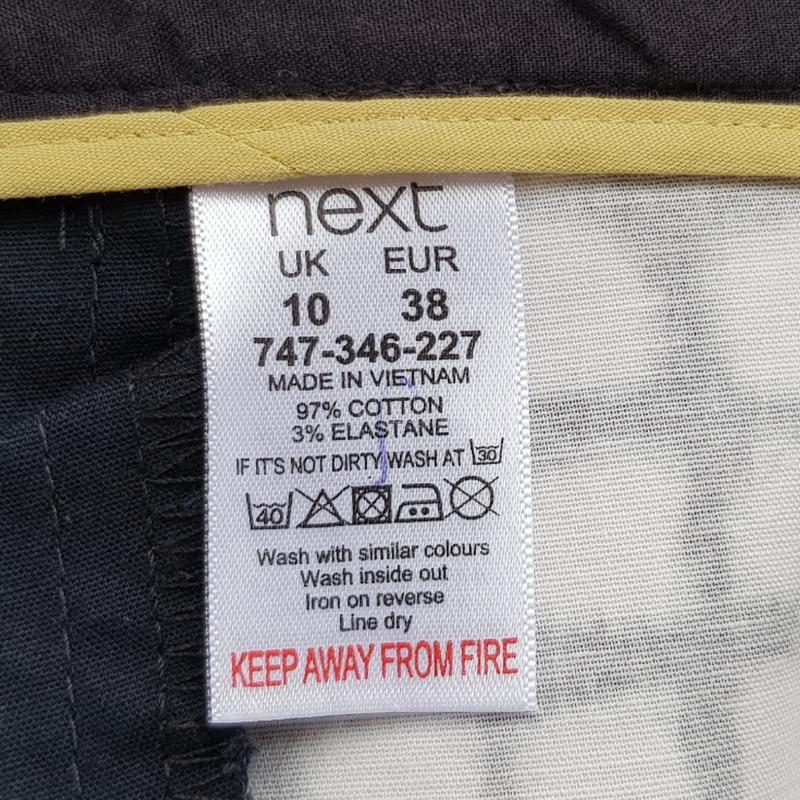 next
UK EUR
10 38
747-346-227
MADE IN VIETNAM
97% COTTON
3% ELASTANE
IF IT'S NOT DIRTY WASH AT 30
40
Wash with similar colours
Wash inside out
Iron on reverse
Line dry
KEEP AWAY FROM FIRE